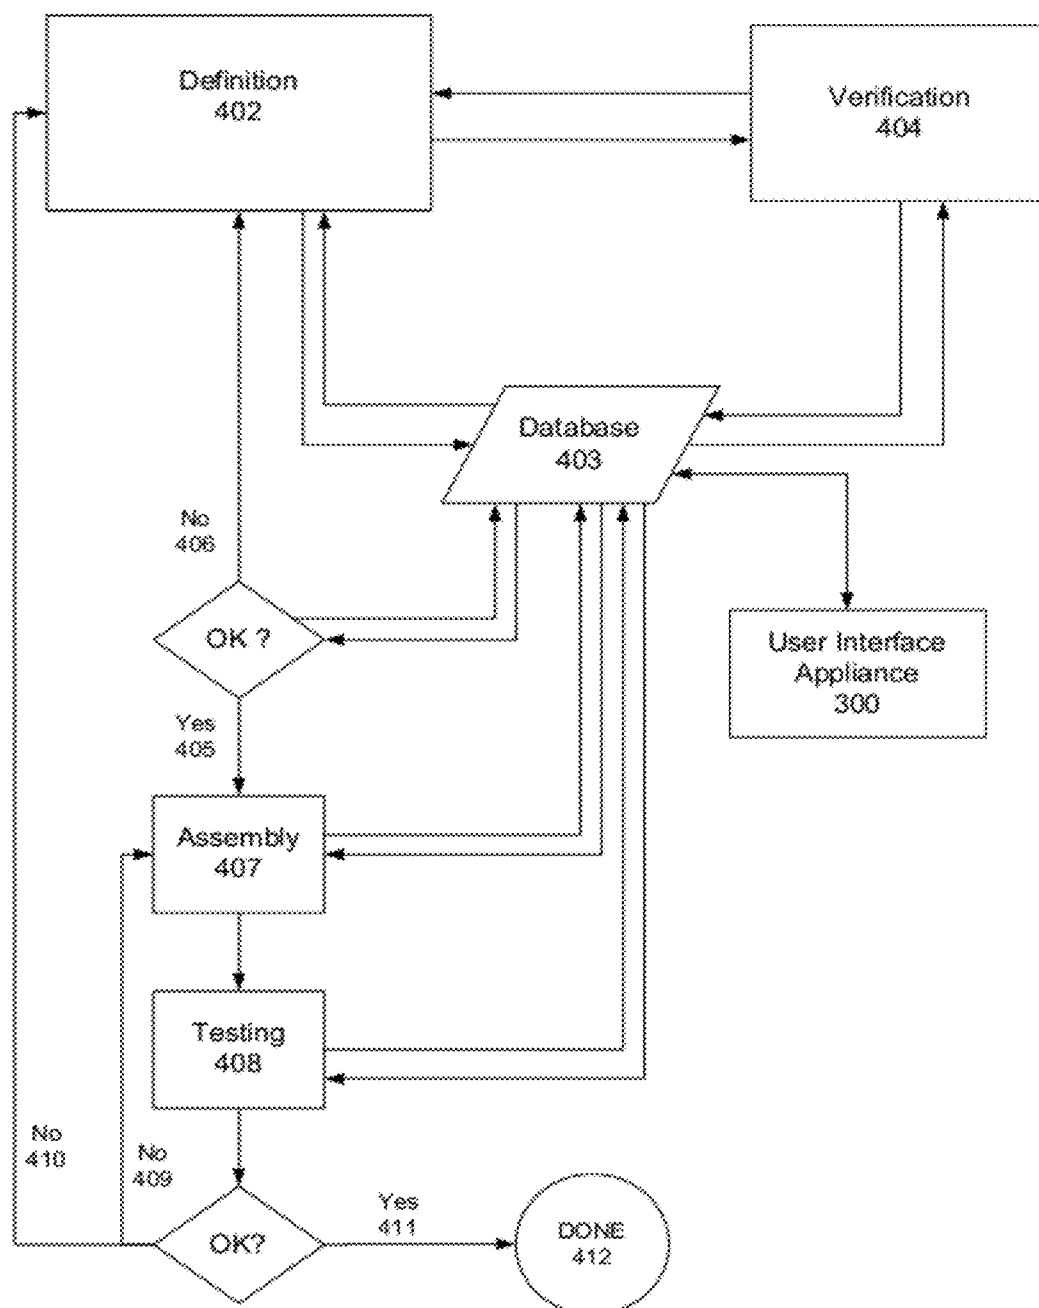 Definition
402
Verification
404
Database
403
No
406
OK ?
User Interface
Appliance
300
Yes
405
Assembly
407
Testing
408
No
410
No
409
OK?
Yes
411
DONE
412